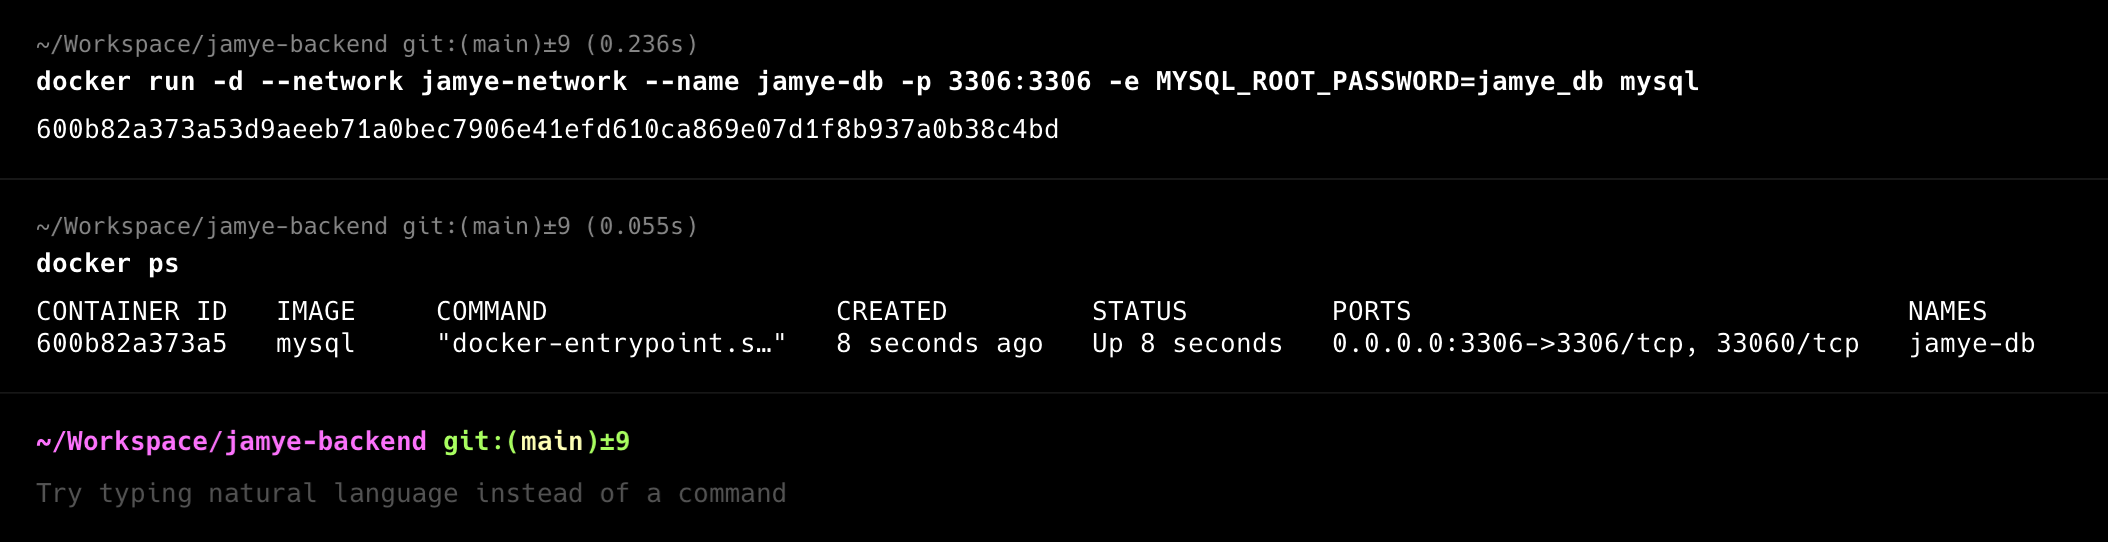 ~/Workspace/jamye-backend git:(main)±9 (0.236s)
docker run -d --network jamye-network --name jamye-db -p 3306:3306 -e MYSQL_ROOT_PASSWORD=jamye_db mysql
600b82a373a53d9aeeb71a0bec7906e41efd610ca869e07d1f8b937a0b38c4bd
~/Workspace/jamye-backend git:(main)±9 (0.055s)
docker ps
CONTAINER ID   IMAGE     COMMAND                  CREATED         STATUS         PORTS                               NAMES
600b82a373a5   mysql     "docker-entrypoint.s…"   8 seconds ago   Up 8 seconds   0.0.0.0:3306->3306/tcp, 33060/tcp   jamye-db
~/Workspace/jamye-backend git:(main)±9
Try typing natural language instead of a command